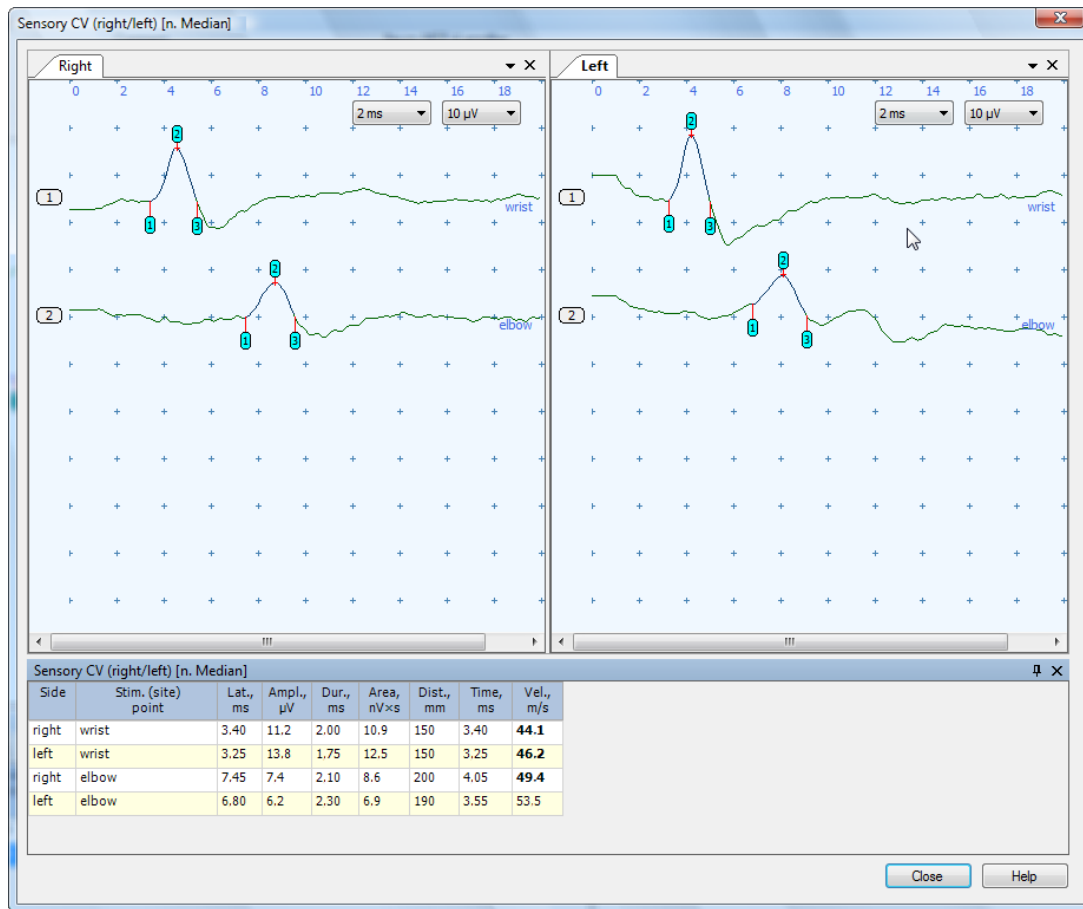 Sensory CV (right/left) [n. Median]
Right
0 2 4 6 8 10 12 14 16 18
2 ms 10 µV
2
1
wrist
1 3
2
2
elbow
1 3
Left
0 2 4 6 8 10 12 14 16 18
2 ms 10 µV
2
1
wrist
1 3
2
2
elbow
1 3
Sensory CV (right/left) [n. Median]
Side Stim. (site) point Lat., ms Ampl., µV Dur., ms Area, nV×s Dist., mm Time, ms Vel., m/s
right wrist 3.40 11.2 2.00 10.9 150 3.40 44.1
left wrist 3.25 13.8 1.75 12.5 150 3.25 46.2
right elbow 7.45 7.4 2.10 8.6 200 4.05 49.4
left elbow 6.80 6.2 2.30 6.9 190 3.55 53.5
Close Help